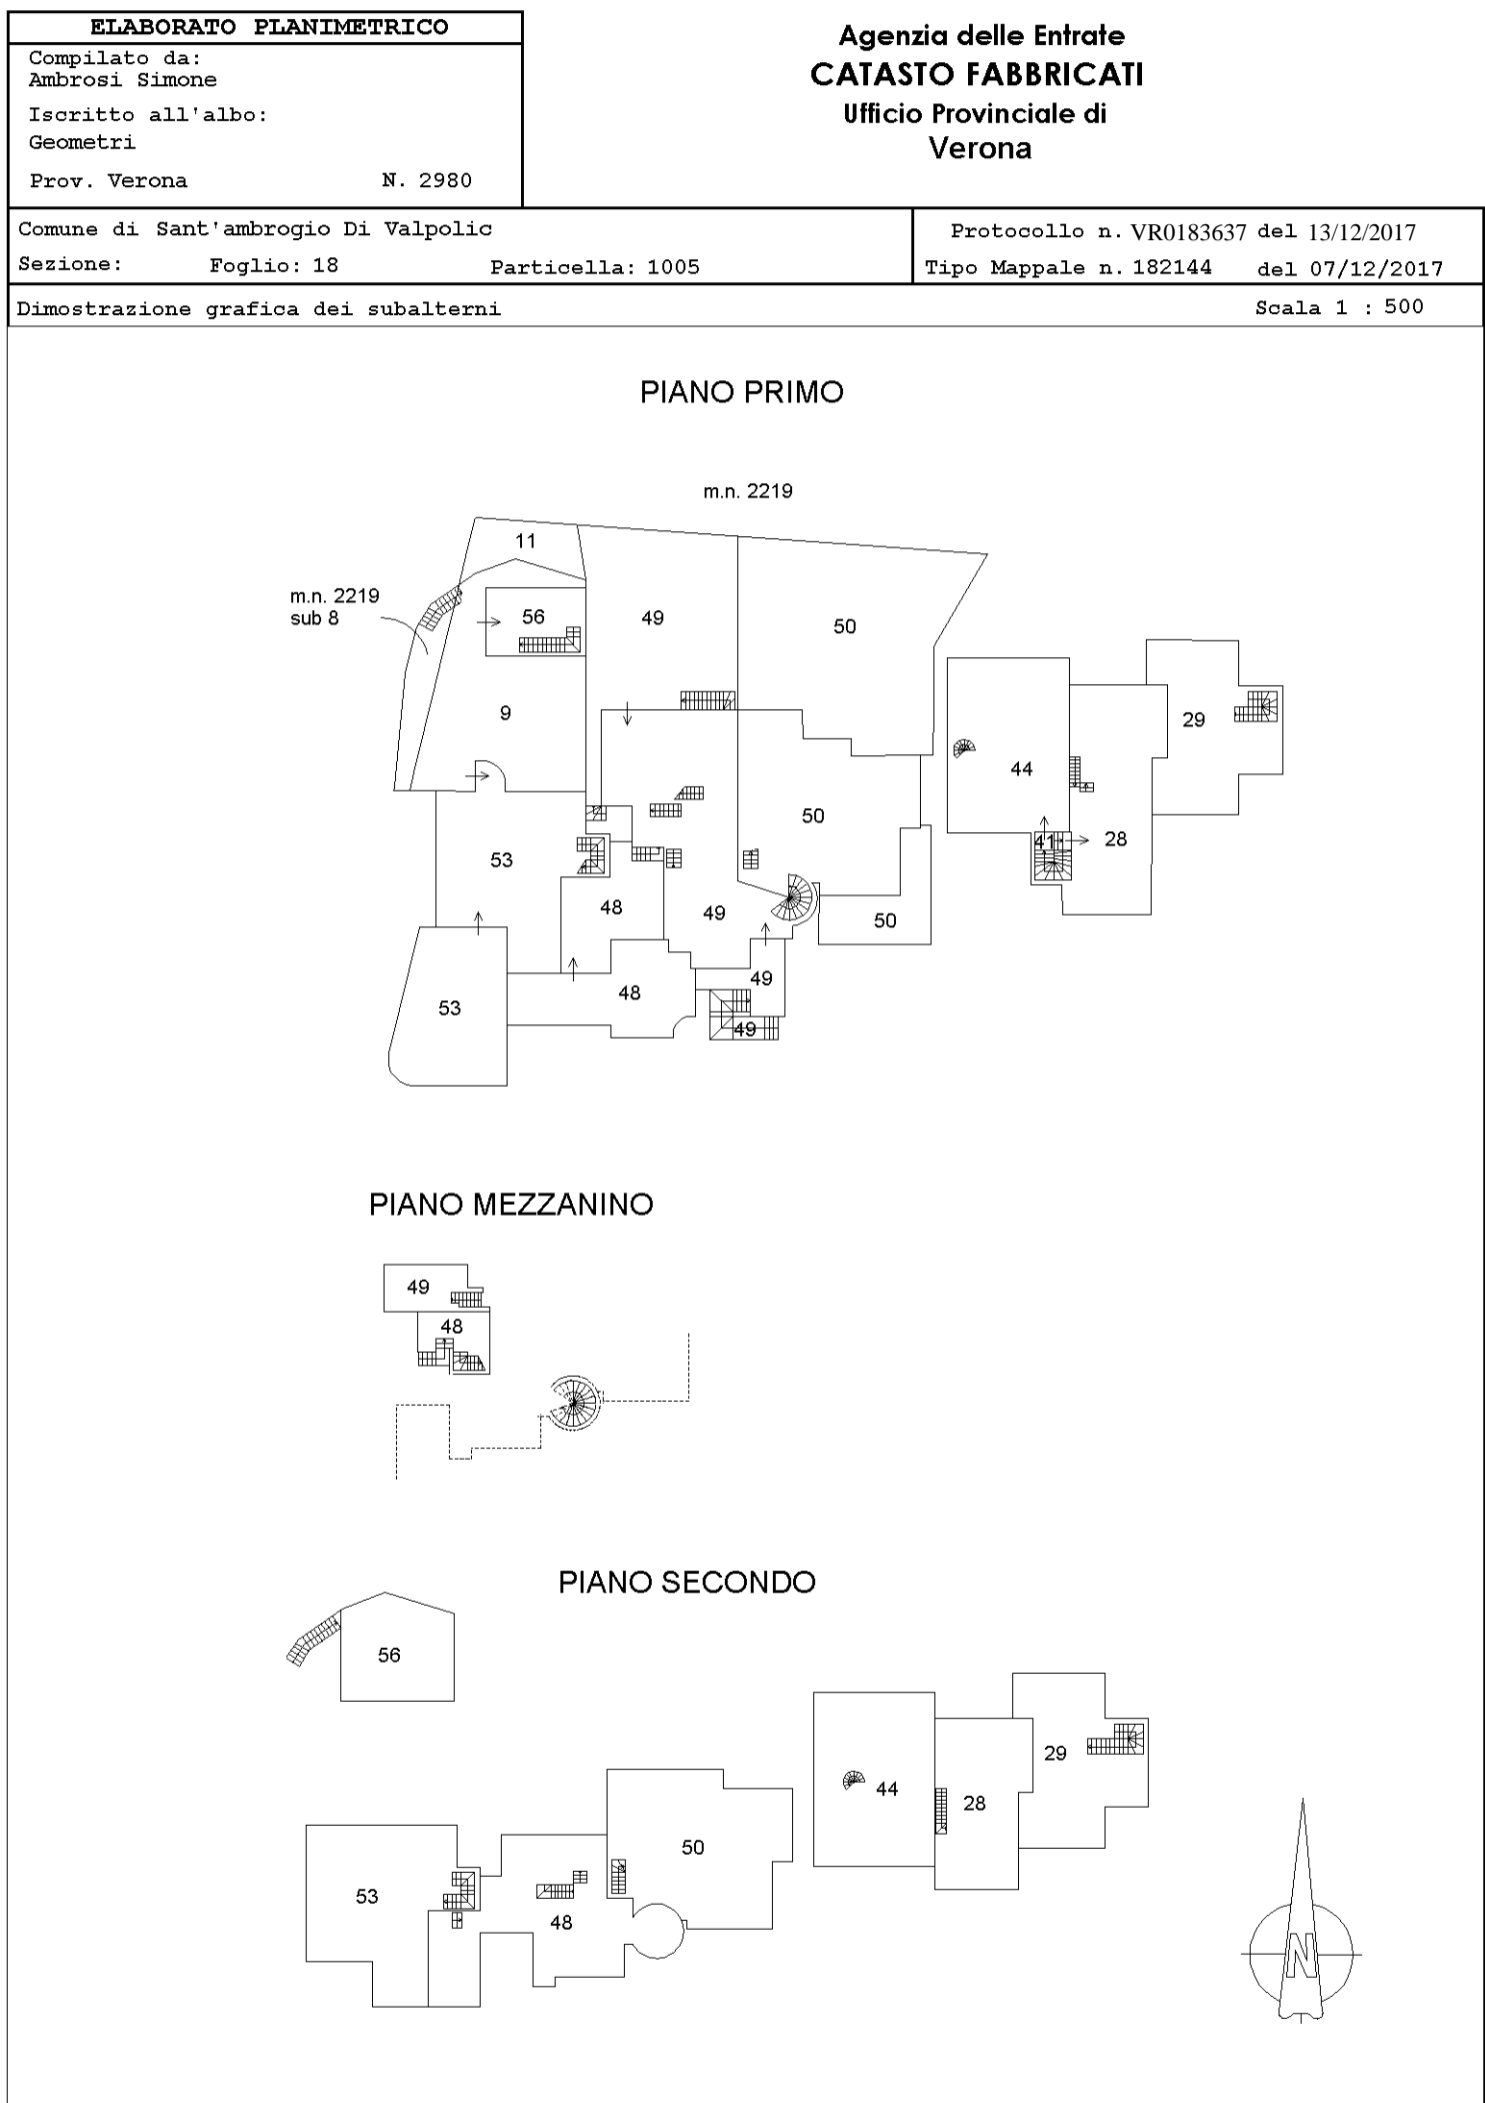 ELABORATO PLANIMETRICO
Compilato da:
Ambrosi Simone
Iscritto all'albo:
Geometri
Prov. Verona N. 2980
Agenzia delle Entrate
CATASTO FABBRICATI
Ufficio Provinciale di
Verona
Comune di Sant'ambrogio Di Valpolic
Sezione: Foglio: 18 Particella: 1005
Protocollo n. VR0183637 del 13/12/2017
Tipo Mappale n. 182144 del 07/12/2017
Dimostrazione grafica dei subalterni Scala 1 : 500
PIANO PRIMO
m.n. 2219
11
m.n. 2219
sub 8
56
49
50
9
29
44
50
41
28
53
48
49
50
48
49
53
49
PIANO MEZZANINO
49
48
PIANO SECONDO
56
29
44
28
50
53
48
N